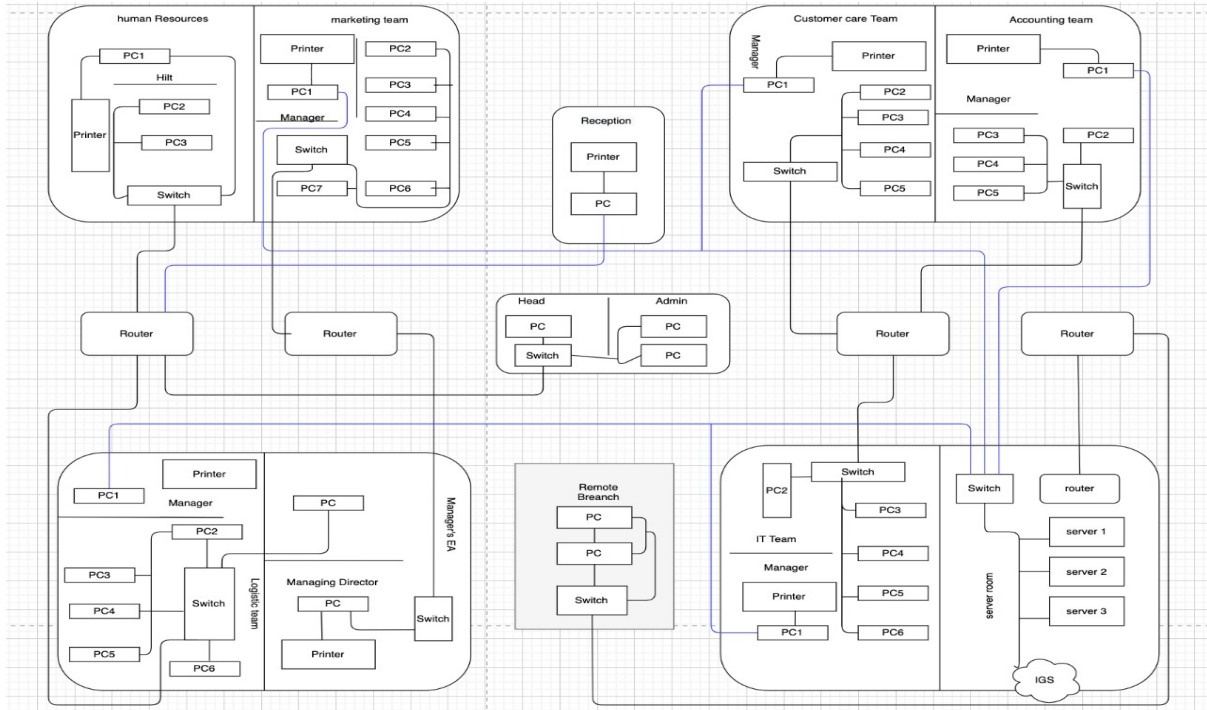 human Resources
PC1
Hilt
PC2
Printer
PC3
Switch
marketing team
Printer
PC2
PC1
PC3
Manager
PC4
Switch
PC5
PC7
PC6
Reception
Printer
PC
Customer care Team
Manager
Printer
PC1
PC2
PC3
PC4
Switch
PC5
Accounting team
Printer
PC1
Manager
PC3
PC2
PC4
PC5
Switch
Router
Router
Head
Admin
PC
PC
Switch
PC
Router
Router
Printer
PC1
Manager
PC2
PC3
PC4
Switch
PC5
PC6
Logistic team
PC
Manager's EA
Managing Director
PC
Switch
Printer
Remote
Breanch
PC
PC
Switch
Switch
PC2
PC3
IT Team
PC4
Manager
Printer
PC5
PC1
PC6
Switch
router
server 1
server 2
server 3
server room
IGS